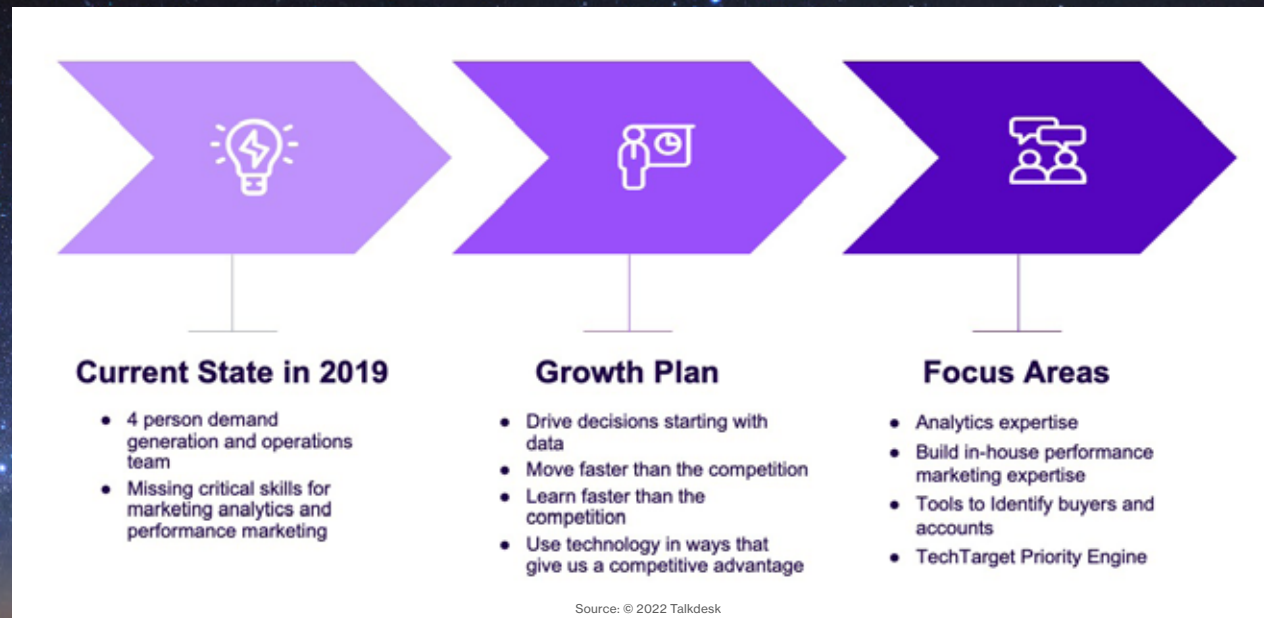 Current State in 2019
● 4 person demand
generation and operations
team
● Missing critical skills for
marketing analytics and
performance marketing
Growth Plan
● Drive decisions starting with
data
● Move faster than the competition
● Learn faster than the
competition
● Use technology in ways that
give us a competitive advantage
Focus Areas
● Analytics expertise
● Build in-house performance
marketing expertise
● Tools to Identify buyers and
accounts
● TechTarget Priority Engine
Source: © 2022 Talkdesk